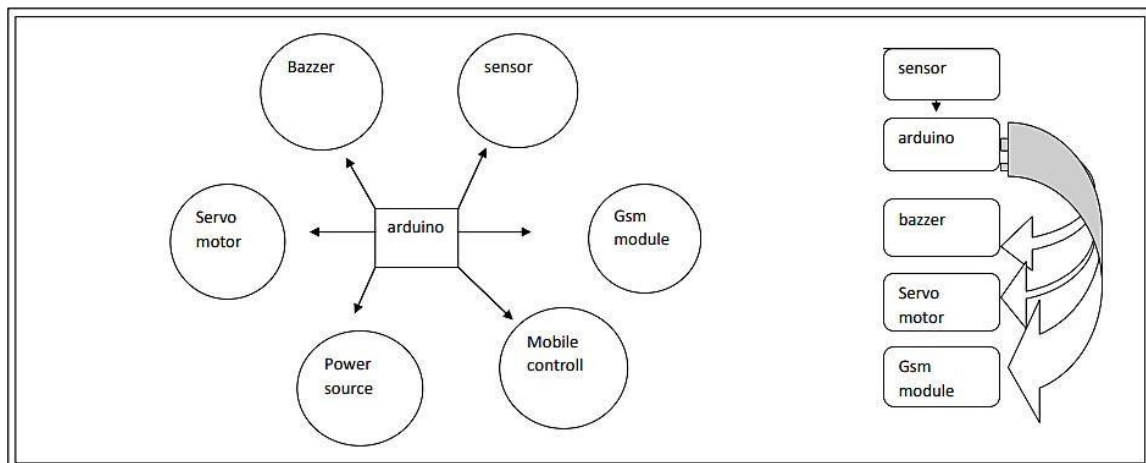 Bazzer
sensor
Servo
motor
arduino
Gsm
module
Power
source
Mobile
controll
sensor
arduino
bazzer
Servo
motor
Gsm
module